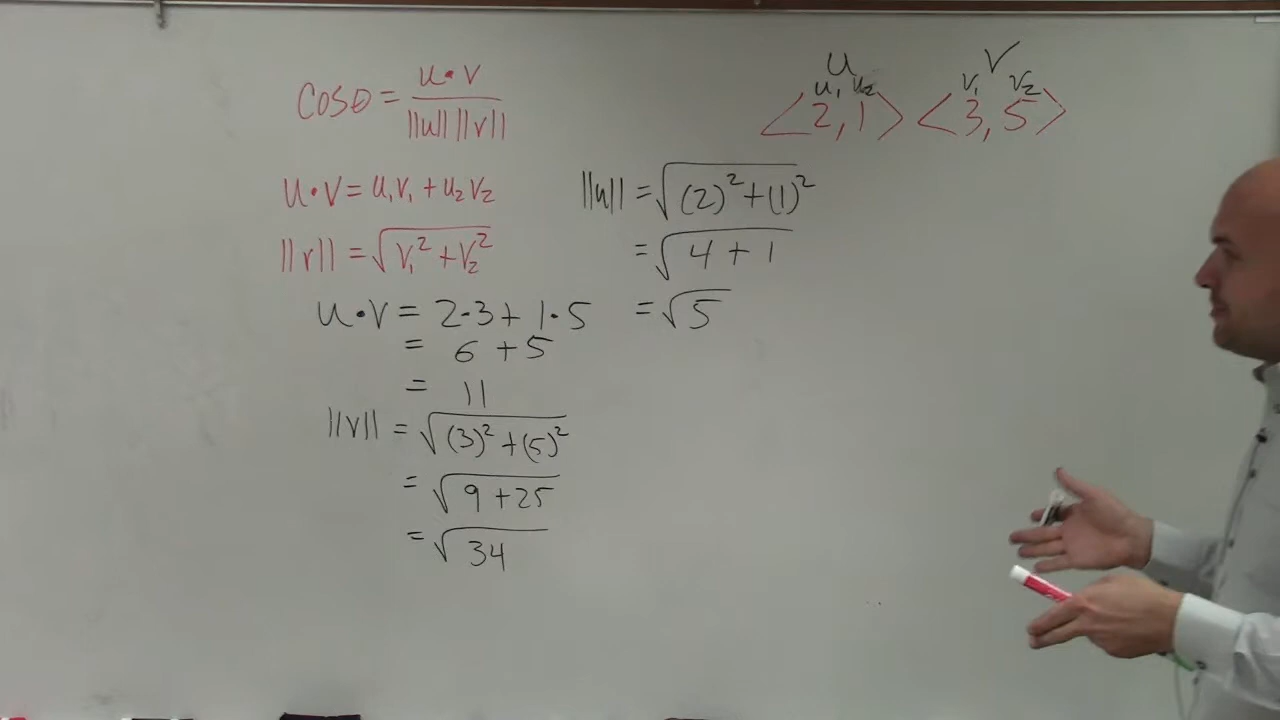 cosθ = u•v / ||u|| ||v||
u v
u₁ u₂ v₁ v₂
<2,1> <3,5>
u•v = u₁v₁ + u₂v₂
||v|| = √(v₁² + v₂²)
u•v = 2•3 + 1•5
= 6 + 5
= 11
||v|| = √((3)² + (5)²)
= √(9 + 25)
= √34
||u|| = √((2)² + (1)²)
= √(4 + 1)
= √5